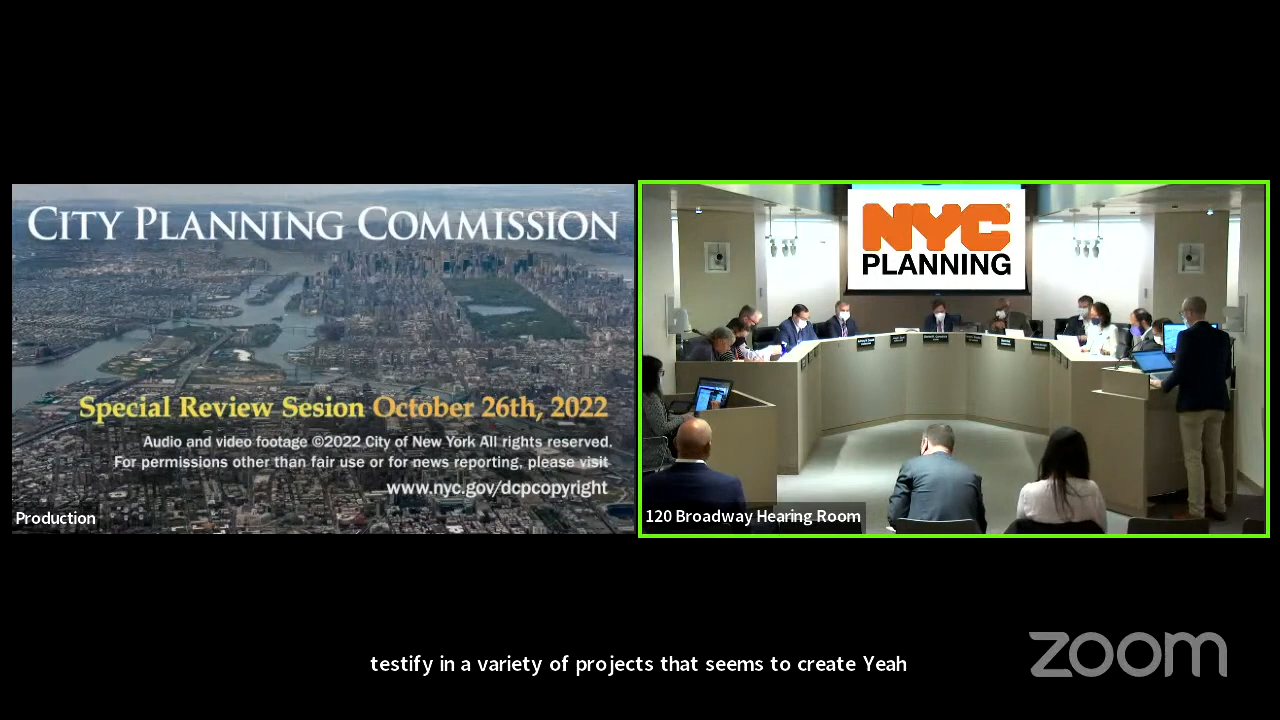 CITY PLANNING COMMISSION
Special Review Sesion October 26th, 2022
Audio and video footage ©2022 City of New York All rights reserved.
For permissions other than fair use or for news reporting, please visit
www.nyc.gov/dcpcopyright
Production
NYC®
PLANNING
120 Broadway Hearing Room
testify in a variety of projects that seems to create Yeah
zoom